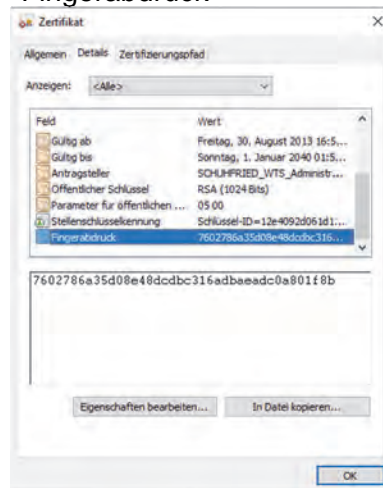 Fingerabdruck
Zertifikat
Allgemein Details Zertifizierungspfad
Anzeigen: <Alle>
Feld Wert
Gültig ab Freitag, 30. August 2013 16:5...
Gültig bis Sonntag, 1. Januar 2040 01:5...
Antragsteller SCHUHFRIED_WTS_Administr...
Öffentlicher Schlüssel RSA (1024 Bits)
Parameter für öffentlichen ... 05 00
Stellenschlüsselkennung Schlüssel-ID=12e4092d061d1...
Fingerabdruck 7602786a35d08e48dcdbc316...
7602786a35d08e48dcdbc316adbaeadc0a801f8b
Eigenschaften bearbeiten... In Datei kopieren...
OK